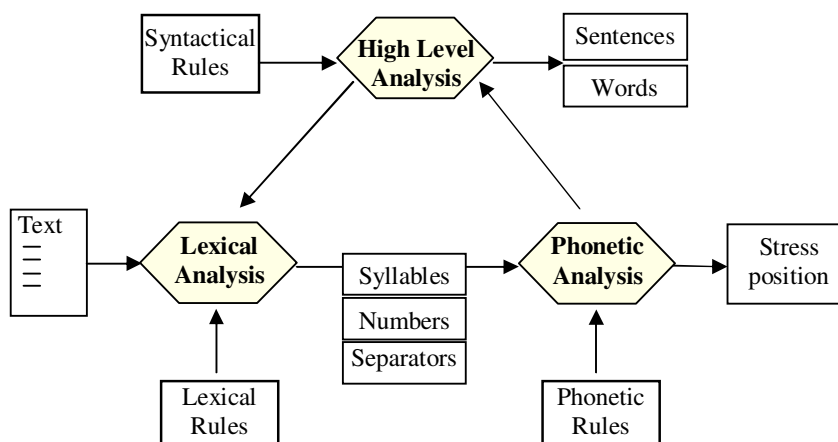 Syntactical
Rules
High Level
Analysis
Sentences
Words
Text
Lexical
Analysis
Syllables
Numbers
Separators
Phonetic
Analysis
Stress
position
Lexical
Rules
Phonetic
Rules